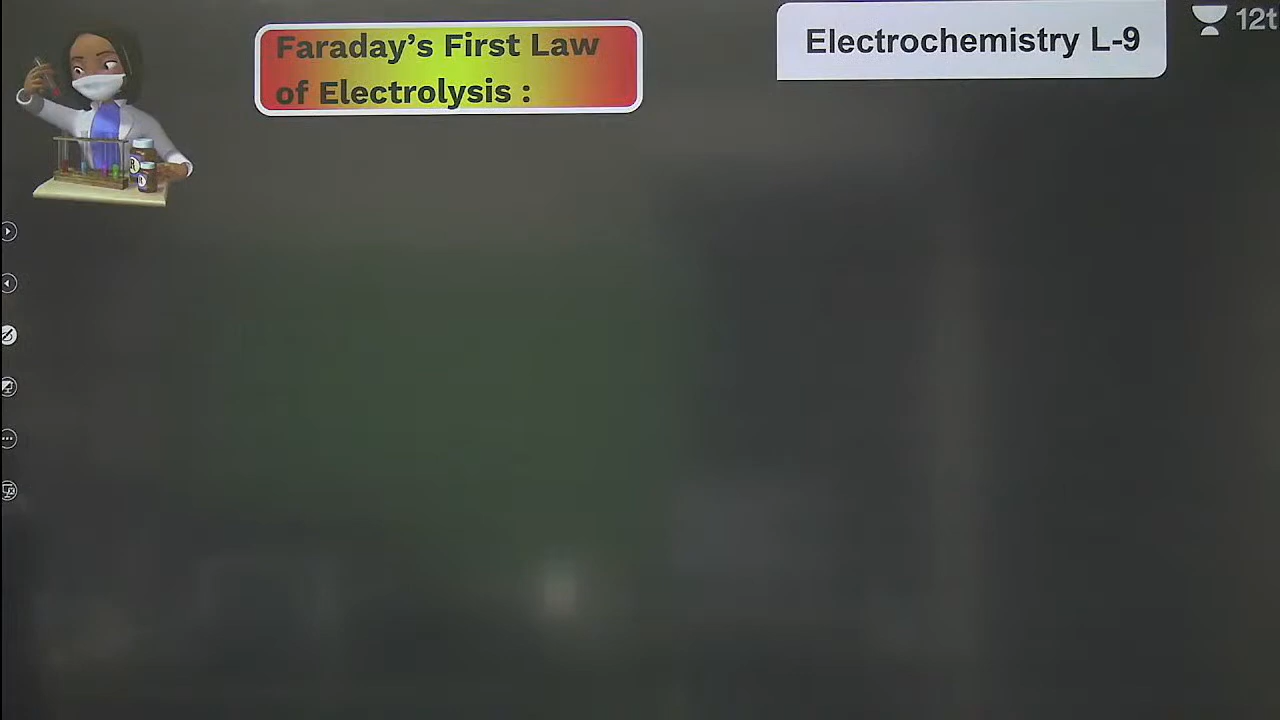 Faraday's First Law
of Electrolysis :
Electrochemistry L-9
12t